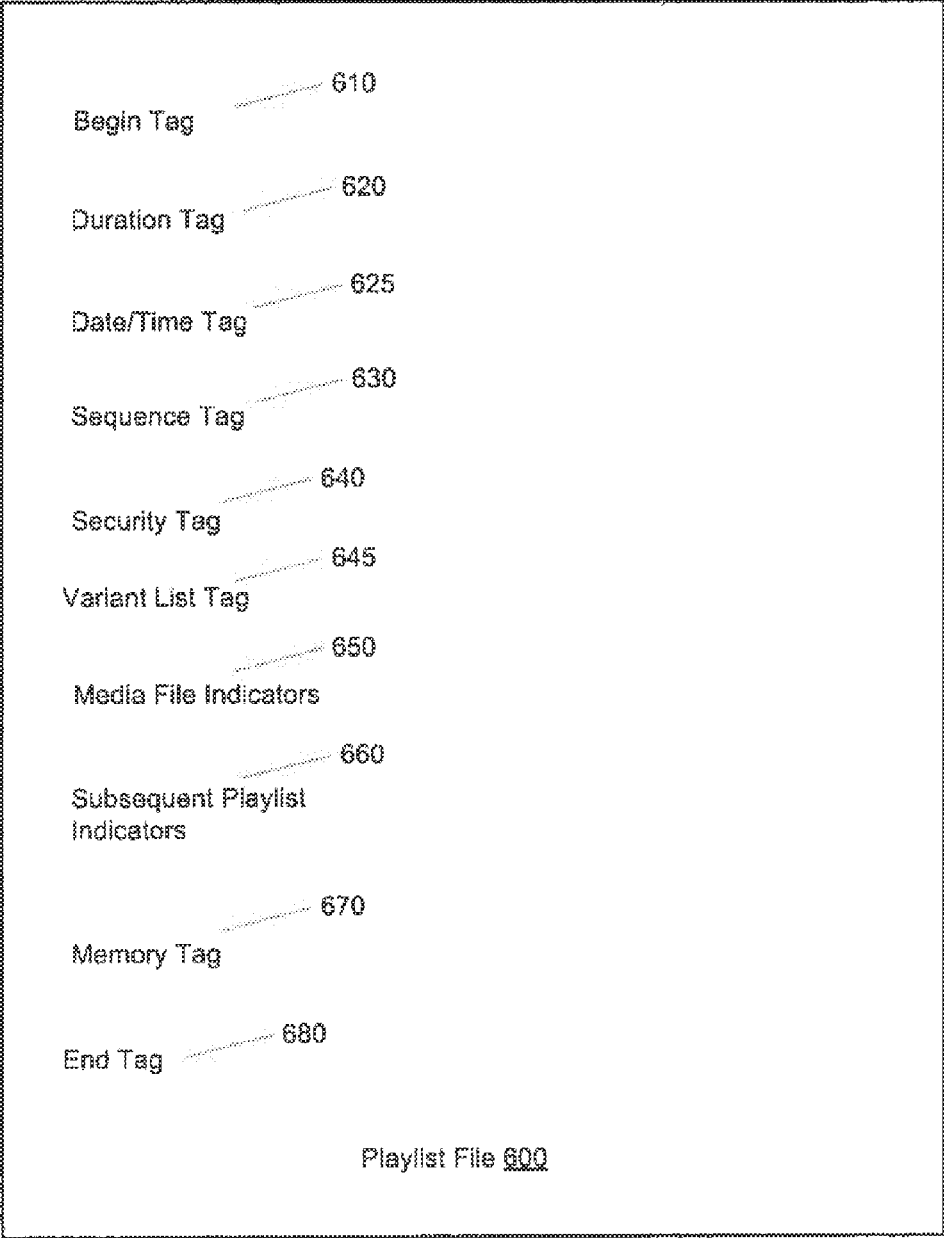 610
Begin Tag
620
Duration Tag
625
Date/Time Tag
630
Sequence Tag
640
Security Tag
645
Variant List Tag
650
Media File Indicators
660
Subsequent Playlist
Indicators
670
Memory Tag
680
End Tag
Playlist File 600